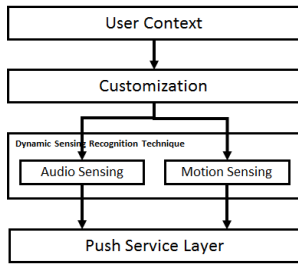 User Context
Customization
Dynamic Sensing Recognition Technique
Audio Sensing
Motion Sensing
Push Service Layer